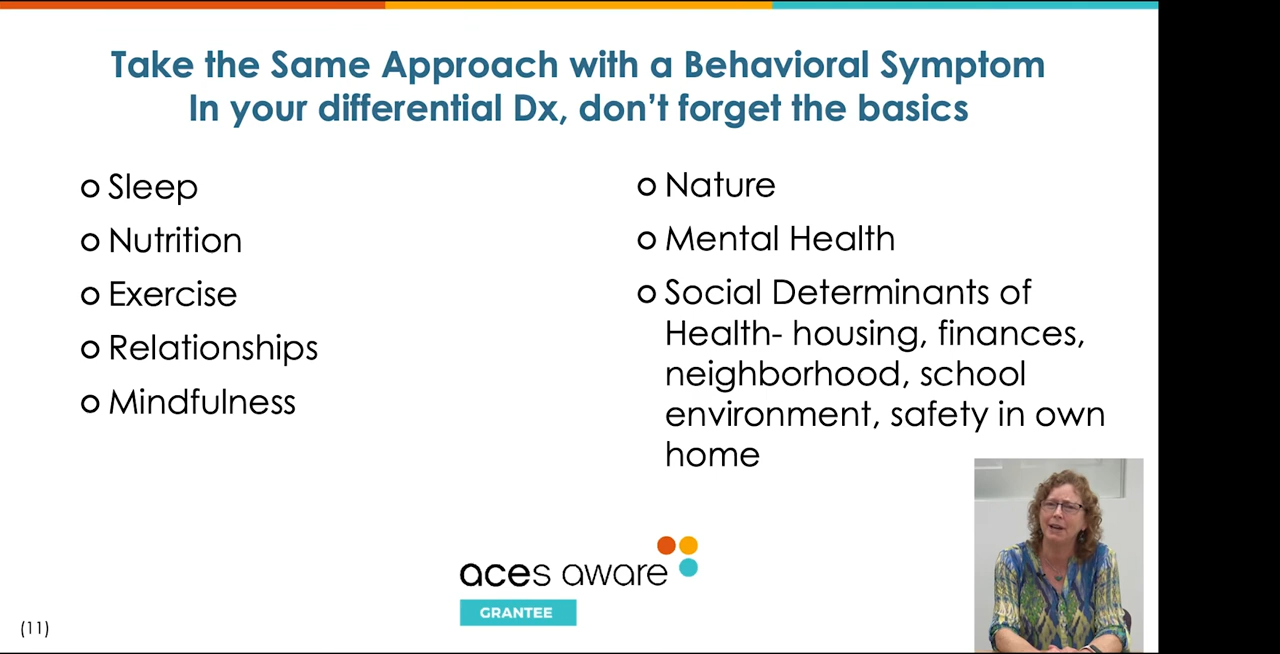 Take the Same Approach with a Behavioral Symptom
In your differential Dx, don't forget the basics
o Sleep
o Nutrition
o Exercise
o Relationships
o Mindfulness
o Nature
o Mental Health
o Social Determinants of
Health- housing, finances,
neighborhood, school
environment, safety in own
home
aces aware
GRANTEE
(11)